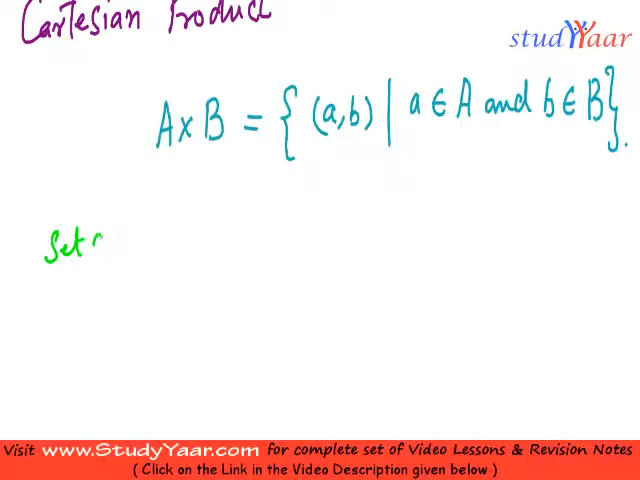 Cartesian Product
studYYaar
A×B = { (a,b) | a ∈ A and b ∈ B}.
Set
Visit www.StudyYaar.com for complete set of Video Lessons & Revision Notes
( Click on the Link in the Video Description given below )